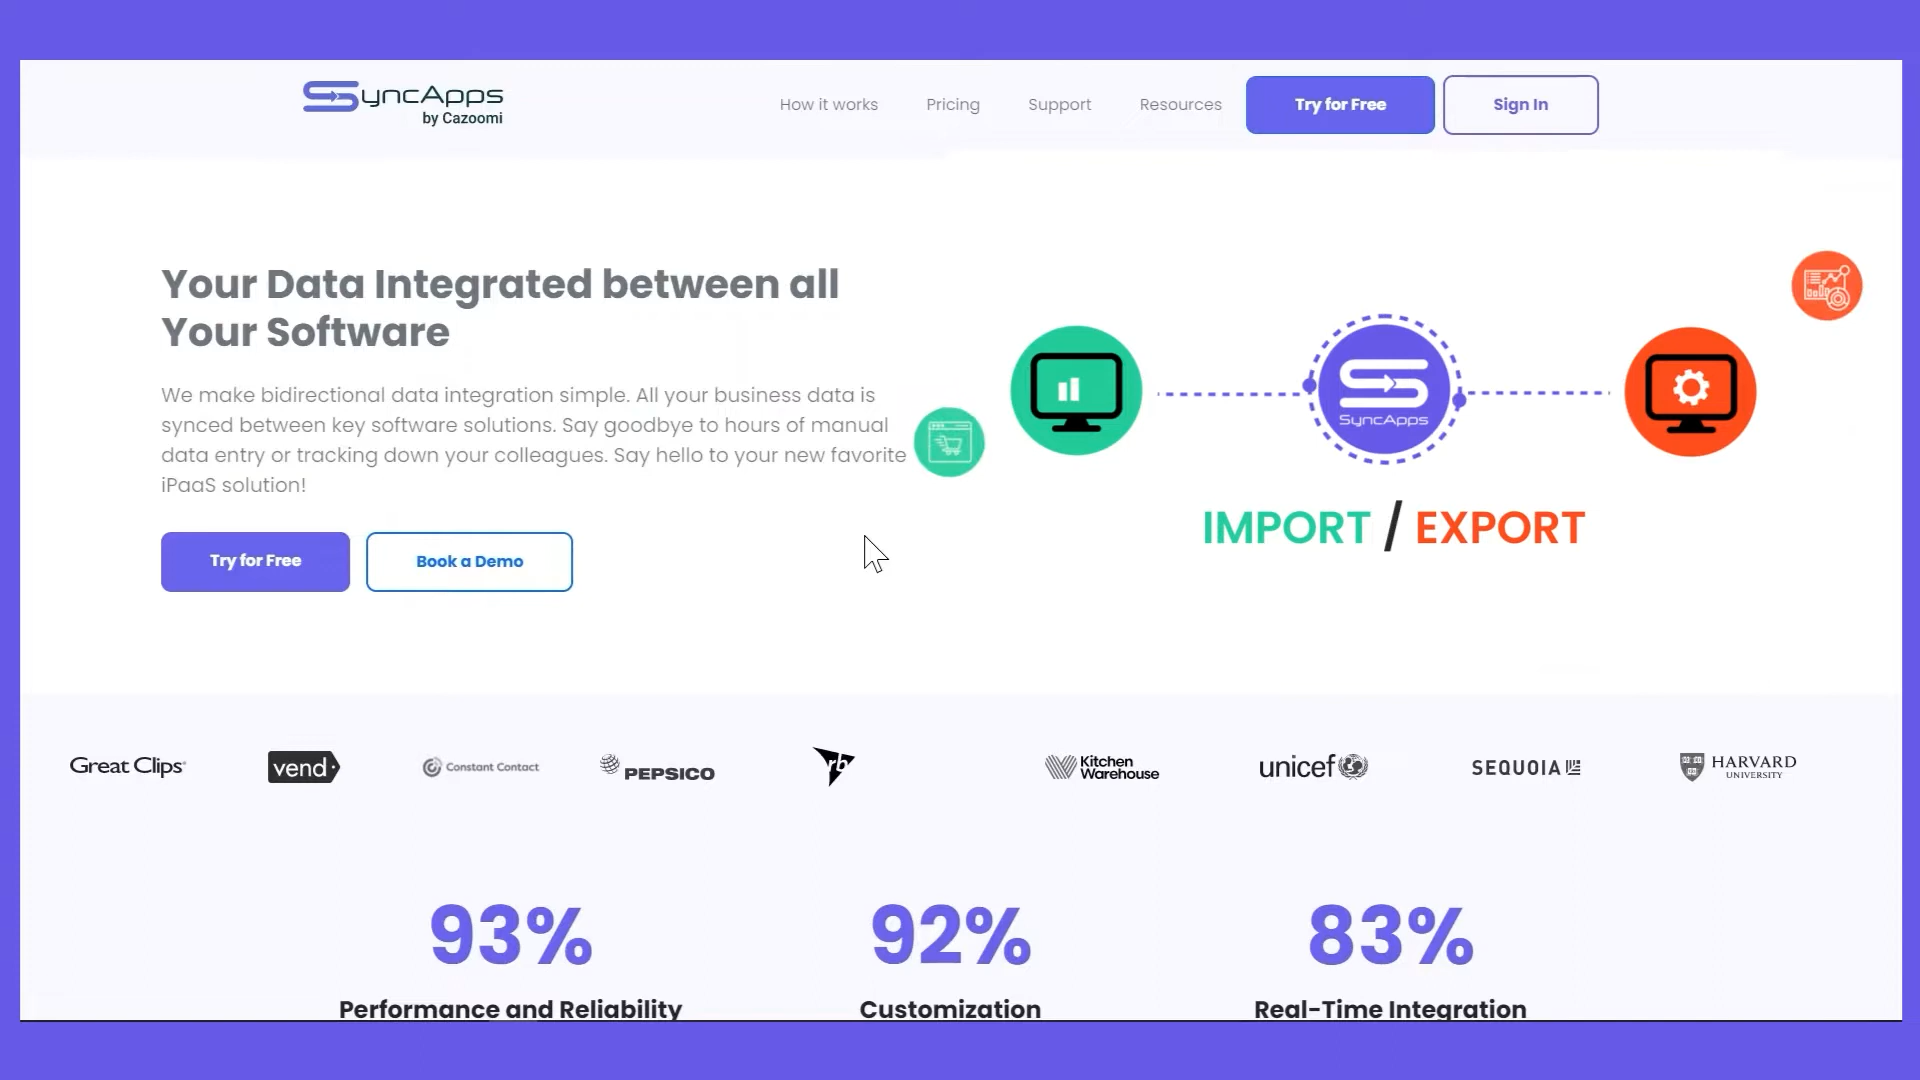 SyncApps
by Cazoomi
How it works
Pricing
Support
Resources
Try for Free
Sign In
Your Data Integrated between all
Your Software
We make bidirectional data integration simple. All your business data is
synced between key software solutions. Say goodbye to hours of manual
data entry or tracking down your colleagues. Say hello to your new favorite
iPaaS solution!
Try for Free
Book a Demo
SyncApps
IMPORT / EXPORT
Great Clips
vend
Constant Contact
PEPSICO
rb
Kitchen
Warehouse
unicef
SEQUOIA
HARVARD
UNIVERSITY
93%
Performance and Reliability
92%
Customization
83%
Real-Time Integration